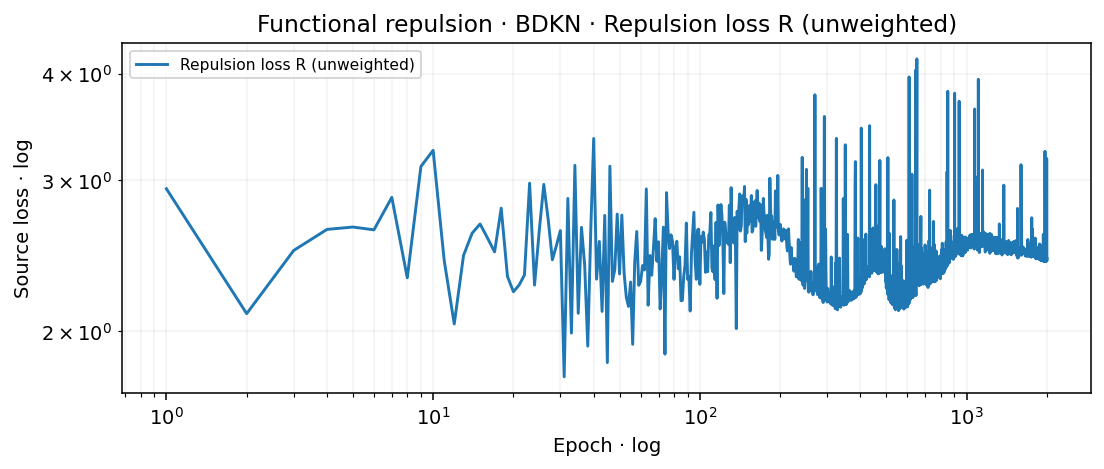 Functional repulsion · BDKN · Repulsion loss R (unweighted)
Repulsion loss R (unweighted)
4 × 10⁰
3 × 10⁰
2 × 10⁰
Source loss · log
10⁰ 10¹ 10² 10³
Epoch · log